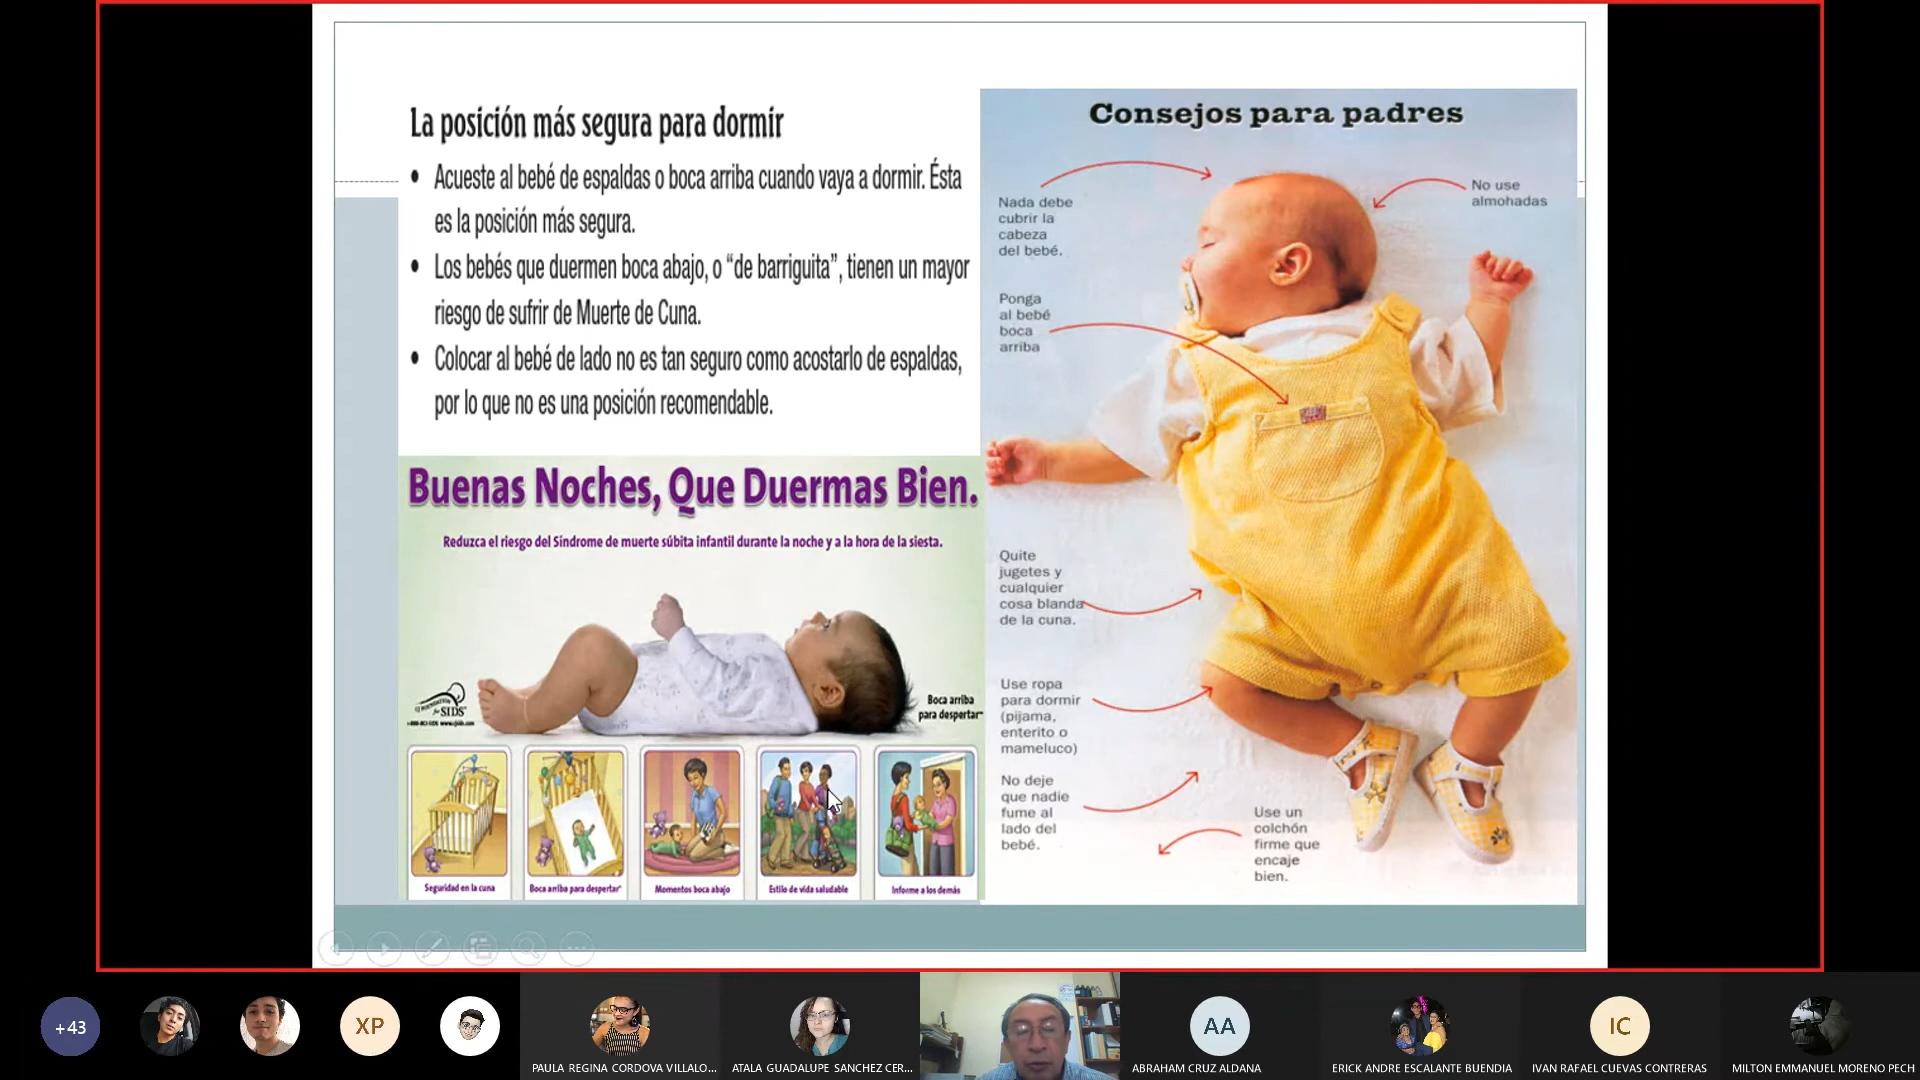 La posición más segura para dormir
• Acueste al bebé de espaldas o boca arriba cuando vaya a dormir. Ésta
es la posición más segura.
• Los bebés que duermen boca abajo, o “de barriguita”, tienen un mayor
riesgo de sufrir de Muerte de Cuna.
• Colocar al bebé de lado no es tan seguro como acostarlo de espaldas,
por lo que no es una posición recomendable.
Buenas Noches, Que Duermas Bien.
Reduzca el riesgo del Síndrome de muerte súbita infantil durante la noche y a la hora de la siesta.
for SIDS
Boca arriba
para despertar
Seguridad en la cuna
Boca arriba para despertar
Momentos boca abajo
Estilo de vida saludable
Informe a los demás
Consejos para padres
Nada debe
cubrir la
cabeza
del bebé.
No use
almohadas
Ponga
al bebé
boca
arriba
Quite
jugetes y
cualquier
cosa blanda
de la cuna.
Use ropa
para dormir
(pijama,
enterito o
mameluco)
No deje
que nadie
fume al
lado del
bebé.
Use un
colchón
firme que
encaje
bien.
+43
XP
PAULA REGINA CORDOVA VILLALO...
ATALA GUADALUPE SANCHEZ CER...
AA
ABRAHAM CRUZ ALDANA
ERICK ANDRE ESCALANTE BUENDIA
IC
IVAN RAFAEL CUEVAS CONTRERAS
MILTON EMMANUEL MORENO PECH